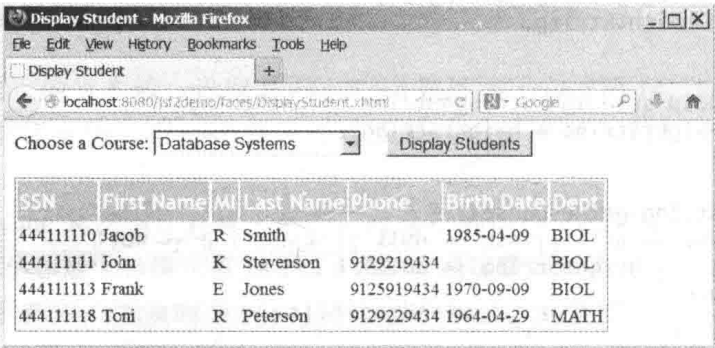 Display Student - Mozilla Firefox
File Edit View History Bookmarks Tools Help
Display Student +
localhost:8080/jsf2demo/faces/DisplayStudent.xhtml Google
Choose a Course: Database Systems Display Students
SSN First Name MI Last Name Phone Birth Date Dept
444111110 Jacob R Smith 1985-04-09 BIOL
444111111 John K Stevenson 9129219434 BIOL
444111113 Frank E Jones 9125919434 1970-09-09 BIOL
444111118 Toni R Peterson 9129229434 1964-04-29 MATH